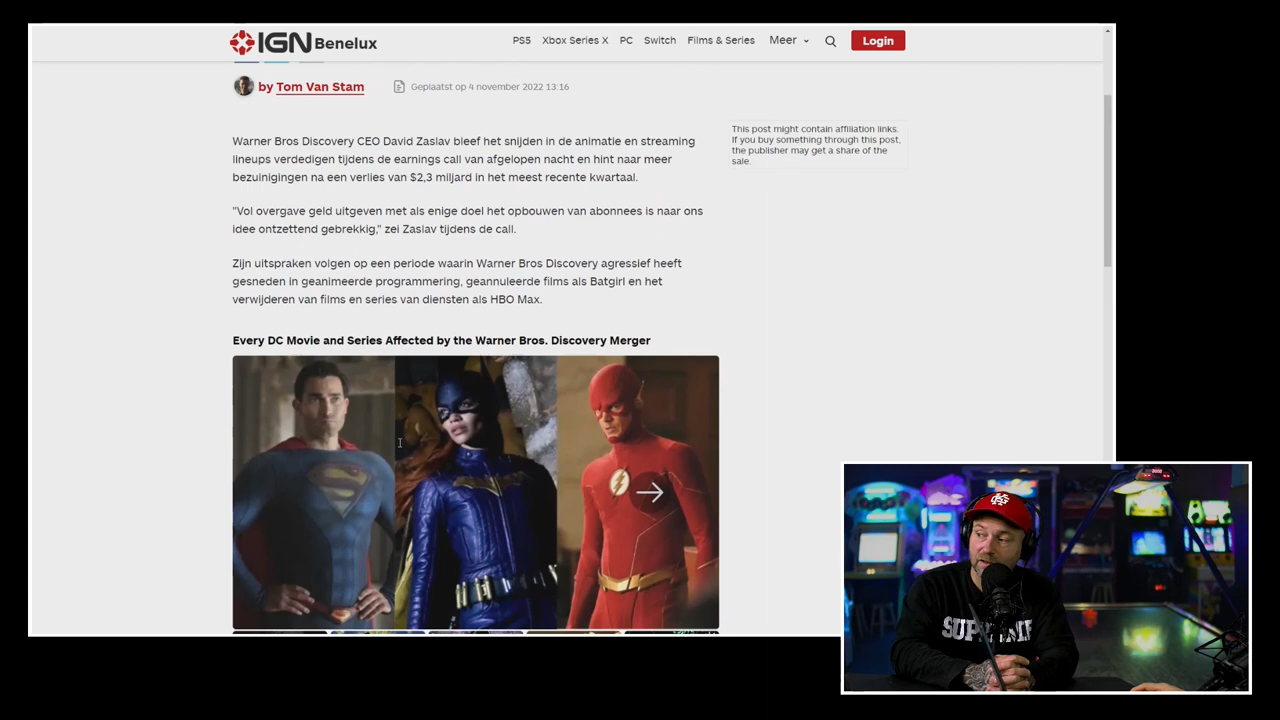 IGN Benelux
PS5 Xbox Series X PC Switch Films & Series Meer Login
by Tom Van Stam
Geplaatst op 4 november 2022 13:16
Warner Bros Discovery CEO David Zaslav bleef het snijden in de animatie en streaming
lineups verdedigen tijdens de earnings call van afgelopen nacht en hint naar meer
bezuinigingen na een verlies van $2,3 miljard in het meest recente kwartaal.
"Vol overgave geld uitgeven met als enige doel het opbouwen van abonnees is naar ons
idee ontzettend gebrekkig," zei Zaslav tijdens de call.
Zijn uitspraken volgen op een periode waarin Warner Bros Discovery agressief heeft
gesneden in geanimeerde programmering, geannuleerde films als Batgirl en het
verwijderen van films en series van diensten als HBO Max.
Every DC Movie and Series Affected by the Warner Bros. Discovery Merger
This post might contain affiliation links.
If you buy something through this post,
the publisher may get a share of the
sale.